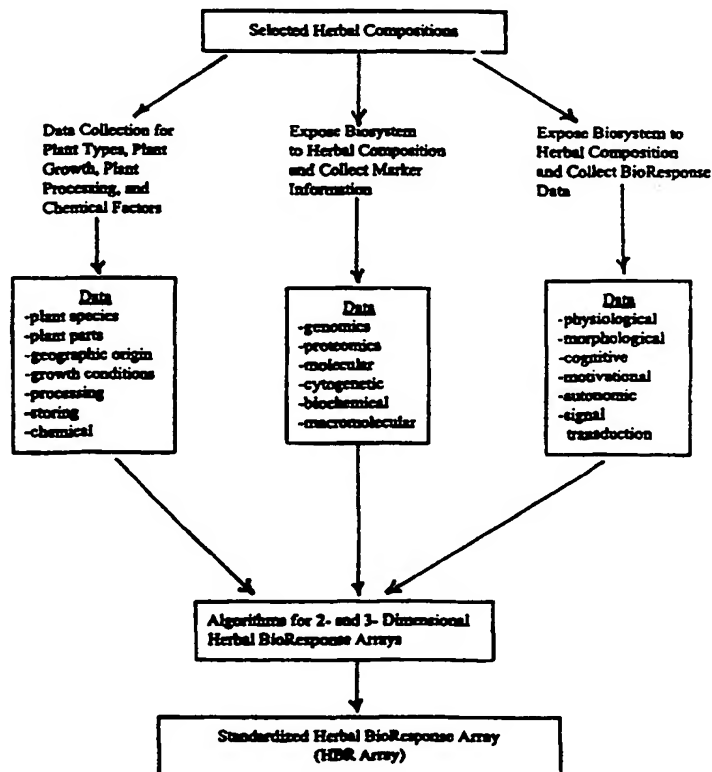 Selected Herbal Compositions
Data Collection for
Plant Types, Plant
Growth, Plant
Processing, and
Chemical Factors
Expose Biosystem
to Herbal Composition
and Collect Marker
Information
Expose Biosystem to
Herbal Composition
and Collect BioResponse
Data
Data
-plant species
-plant parts
-geographic origin
-growth conditions
-processing
-storing
-chemical
Data
-genomics
-proteomics
-molecular
-cytogenetic
-biochemical
-macromolecular
Data
-physiological
-morphological
-cognitive
-motivational
-autonomic
-signal
transduction
Algorithms for 2- and 3- Dimensional
Herbal BioResponse Arrays
Standardized Herbal BioResponse Array
(HBR Array)